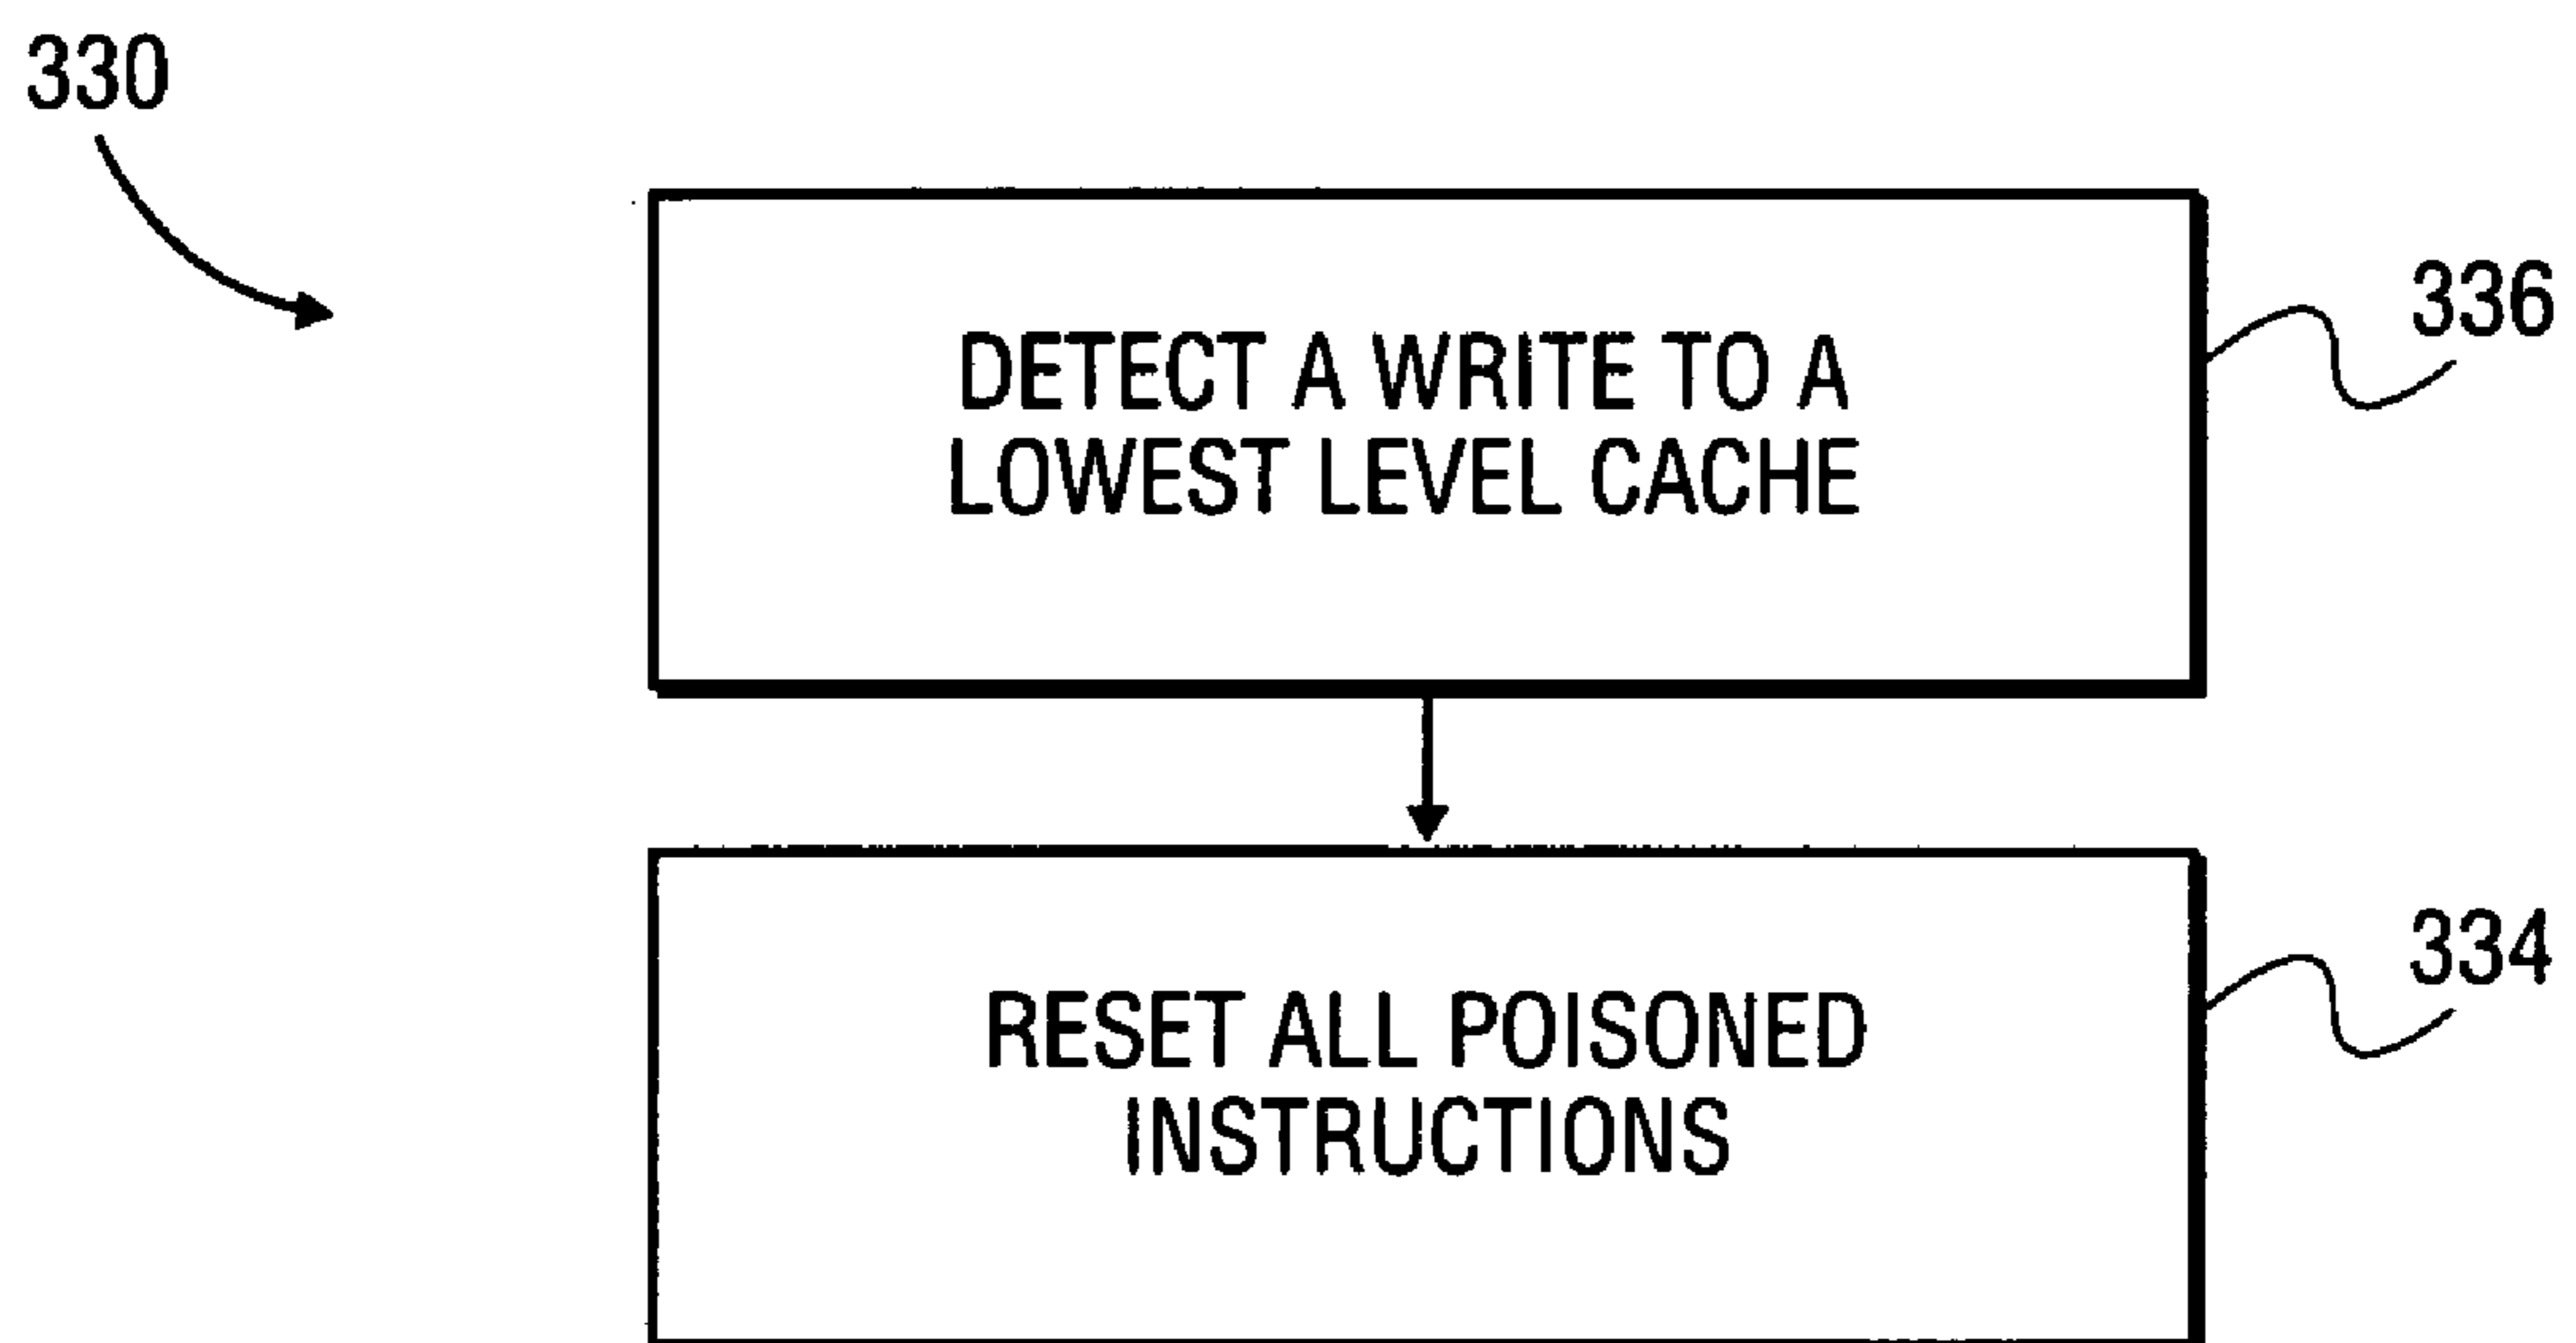 330
DETECT A WRITE TO A
LOWEST LEVEL CACHE
336
RESET ALL POISONED
INSTRUCTIONS
334